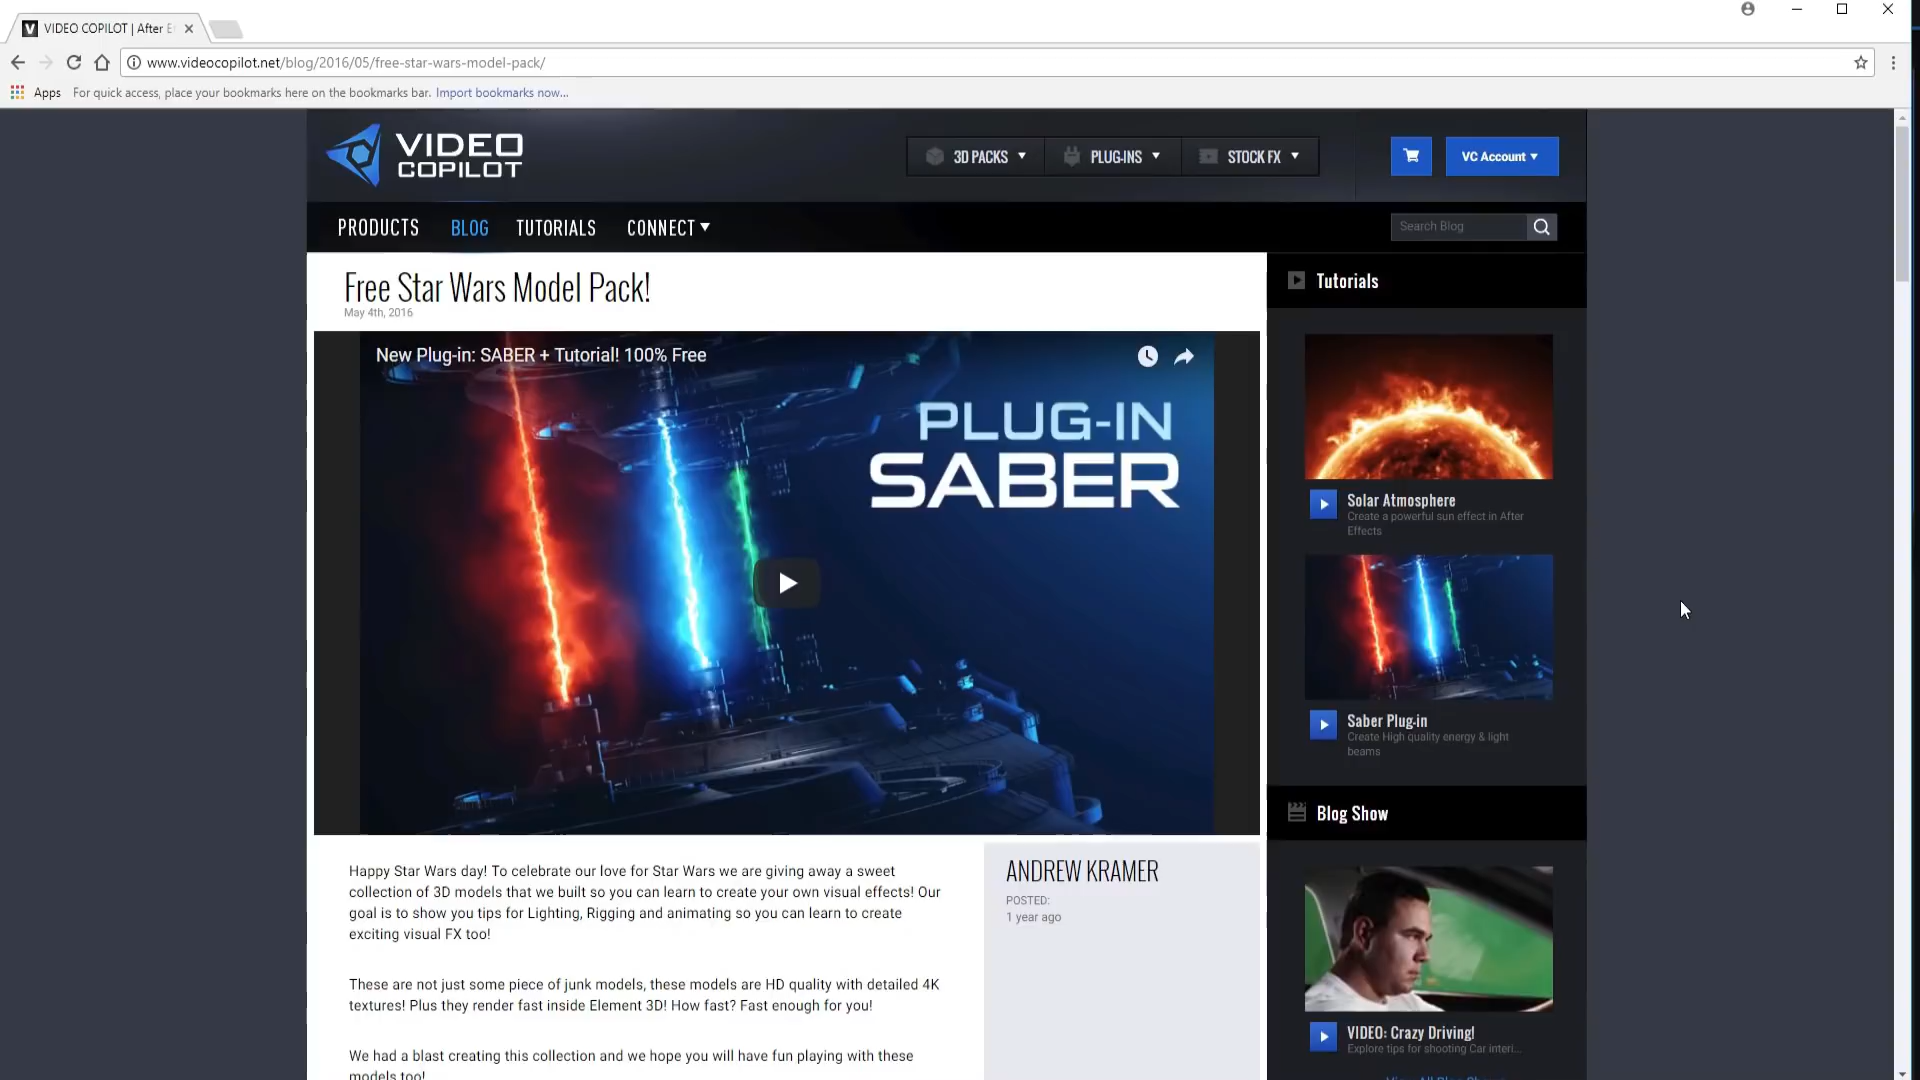 VIDEO COPILOT | After E
www.videocopilot.net/blog/2016/05/free-star-wars-model-pack/
Apps For quick access, place your bookmarks here on the bookmarks bar. Import bookmarks now...
VIDEO
COPILOT
3D PACKS
PLUG-INS
STOCK FX
VC Account
PRODUCTS
BLOG
TUTORIALS
CONNECT
Search Blog
Free Star Wars Model Pack!
May 4th, 2016
New Plug-in: SABER + Tutorial! 100% Free
PLUG-IN
SABER
Happy Star Wars day! To celebrate our love for Star Wars we are giving away a sweet
collection of 3D models that we built so you can learn to create your own visual effects! Our
goal is to show you tips for Lighting, Rigging and animating so you can learn to create
exciting visual FX too!
These are not just some piece of junk models, these models are HD quality with detailed 4K
textures! Plus they render fast inside Element 3D! How fast? Fast enough for you!
We had a blast creating this collection and we hope you will have fun playing with these
models too!
ANDREW KRAMER
POSTED:
1 year ago
Tutorials
Solar Atmosphere
Create a powerful sun effect in After
Effects
Saber Plug-in
Create High quality energy & light
beams
Blog Show
VIDEO: Crazy Driving!
Explore tips for shooting Car interi...